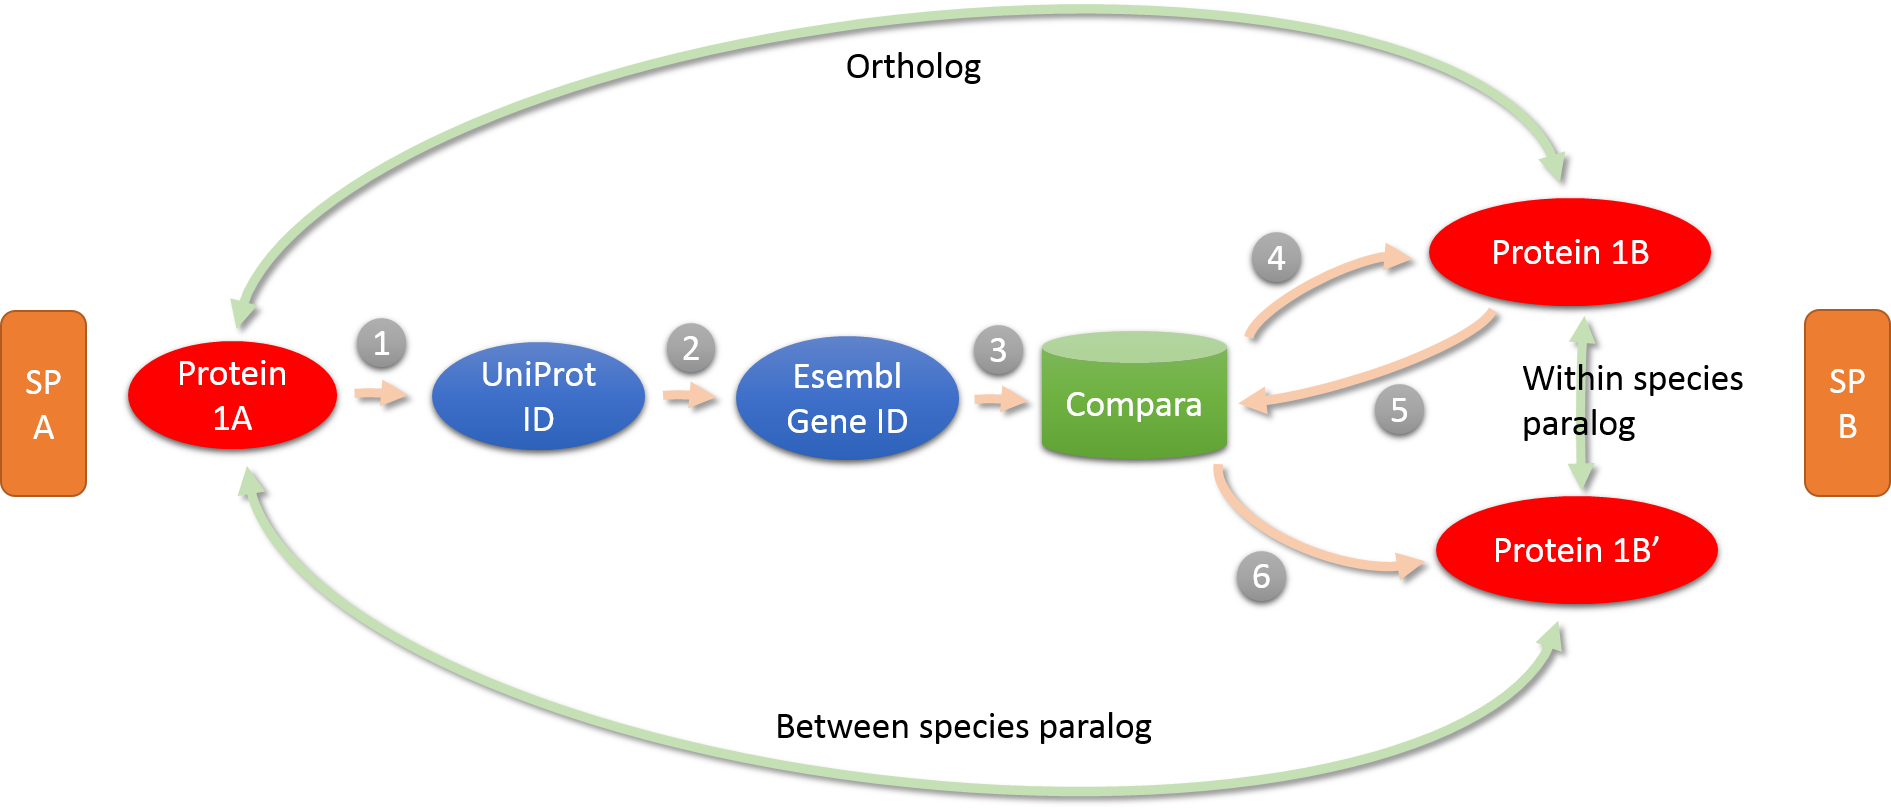 Ortholog
4
Protein 1B
SP
A
Protein
1A
1
UniProt
ID
2
Esembl
Gene ID
3
Compara
5
Within species
paralog
SP
B
6
Protein 1B’
Between species paralog